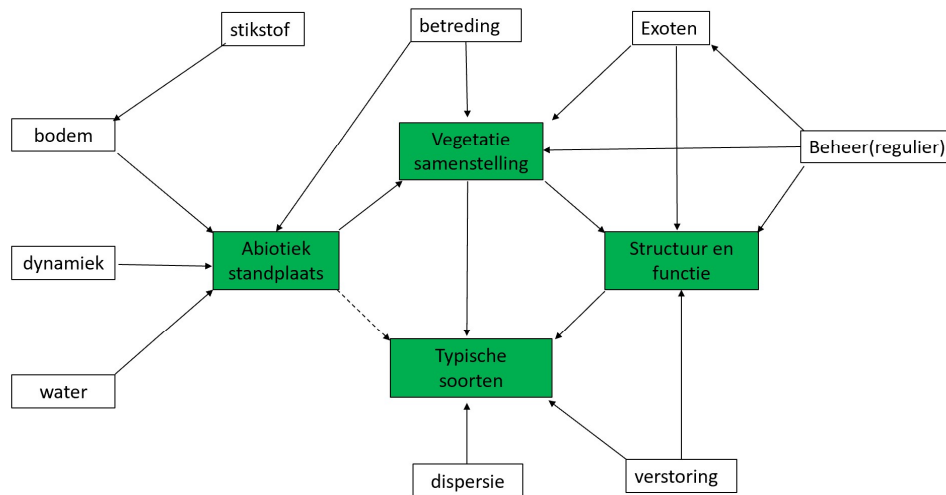 stikstof
betreding
Exoten
bodem
Vegetatie
samenstelling
Beheer(regulier)
dynamiek
Abiotiek
standplaats
Structuur en
functie
Typische
soorten
water
dispersie
verstoring